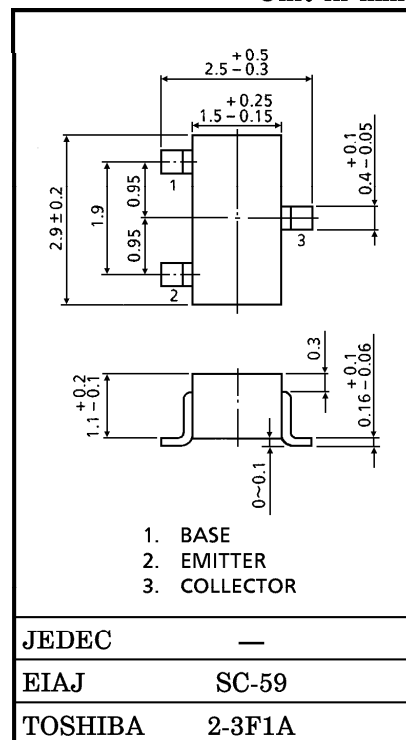 +0.5
2.5 – 0.3
+0.25
1.5 – 0.15
+0.1
0.4 – 0.05
2.9 ± 0.2
1.9
0.95
0.95
1
2
3
+0.2
1.1 – 0.1
0.3
+0.1
0.16 – 0.06
0~0.1
1. BASE
2. EMITTER
3. COLLECTOR
JEDEC —
EIAJ SC-59
TOSHIBA 2-3F1A